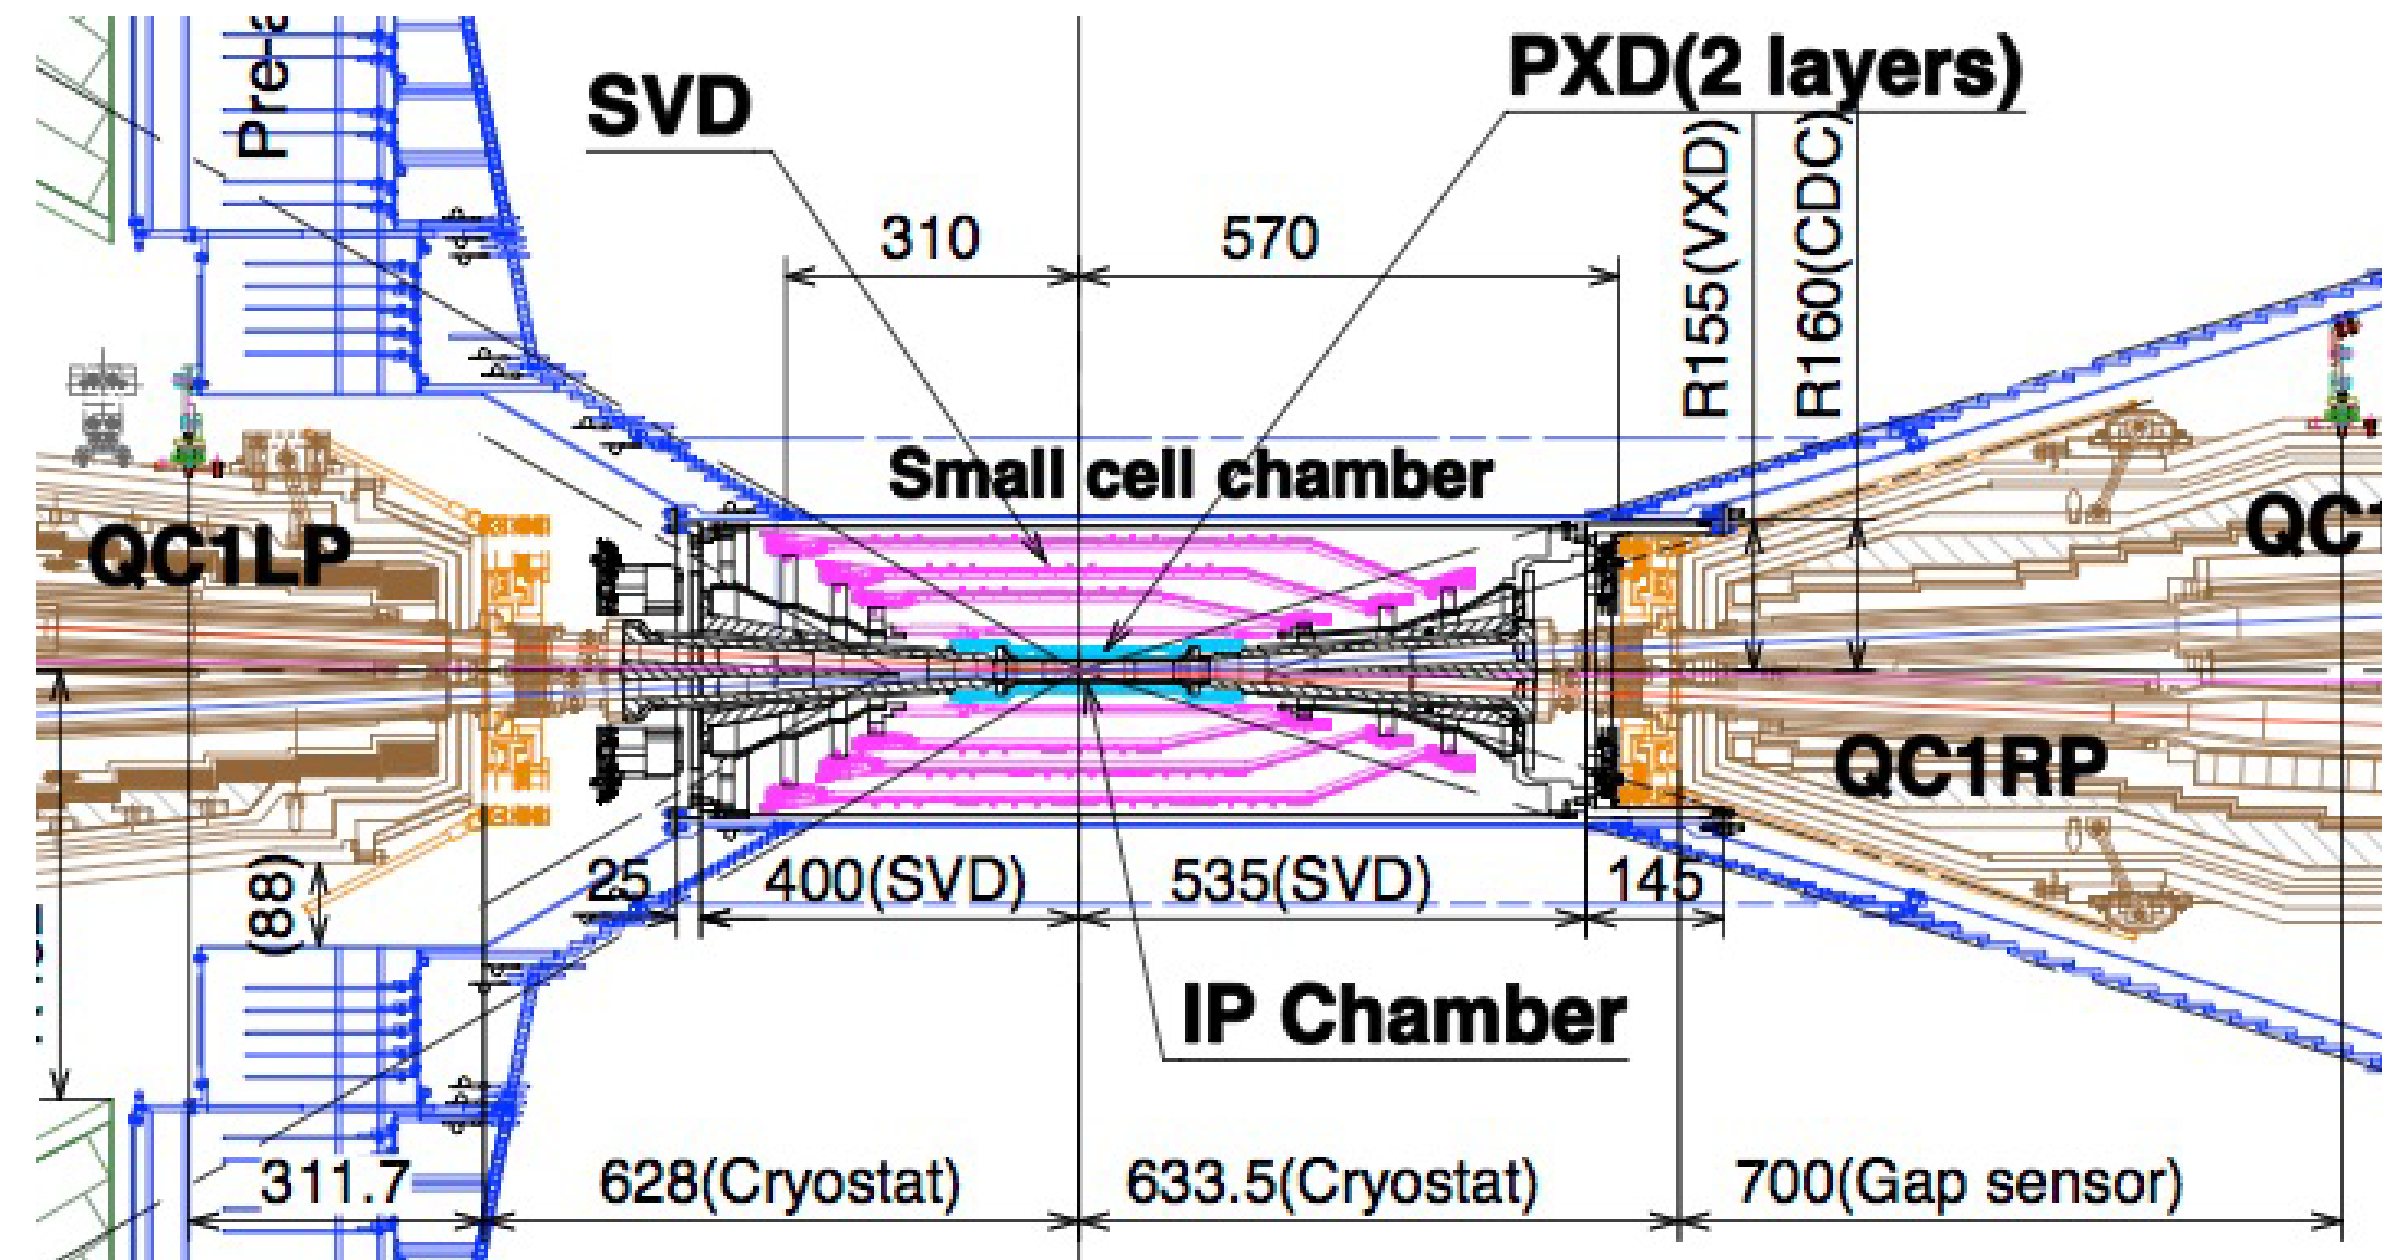 Pre-a
SVD
PXD(2 layers)
R155(VXD)
R160(CDC)
310
570
Small cell chamber
QC1LP
QC1
QC1RP
(88)
25
400(SVD)
535(SVD)
145
IP Chamber
311.7
628(Cryostat)
633.5(Cryostat)
700(Gap sensor)